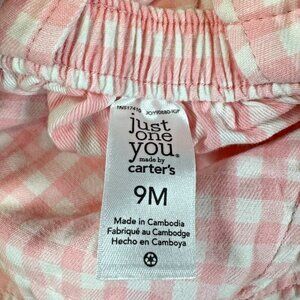 just
one
you®
made by
carter's
9M
Made in Cambodia
Fabriqué au Cambodge
Hecho en Camboya